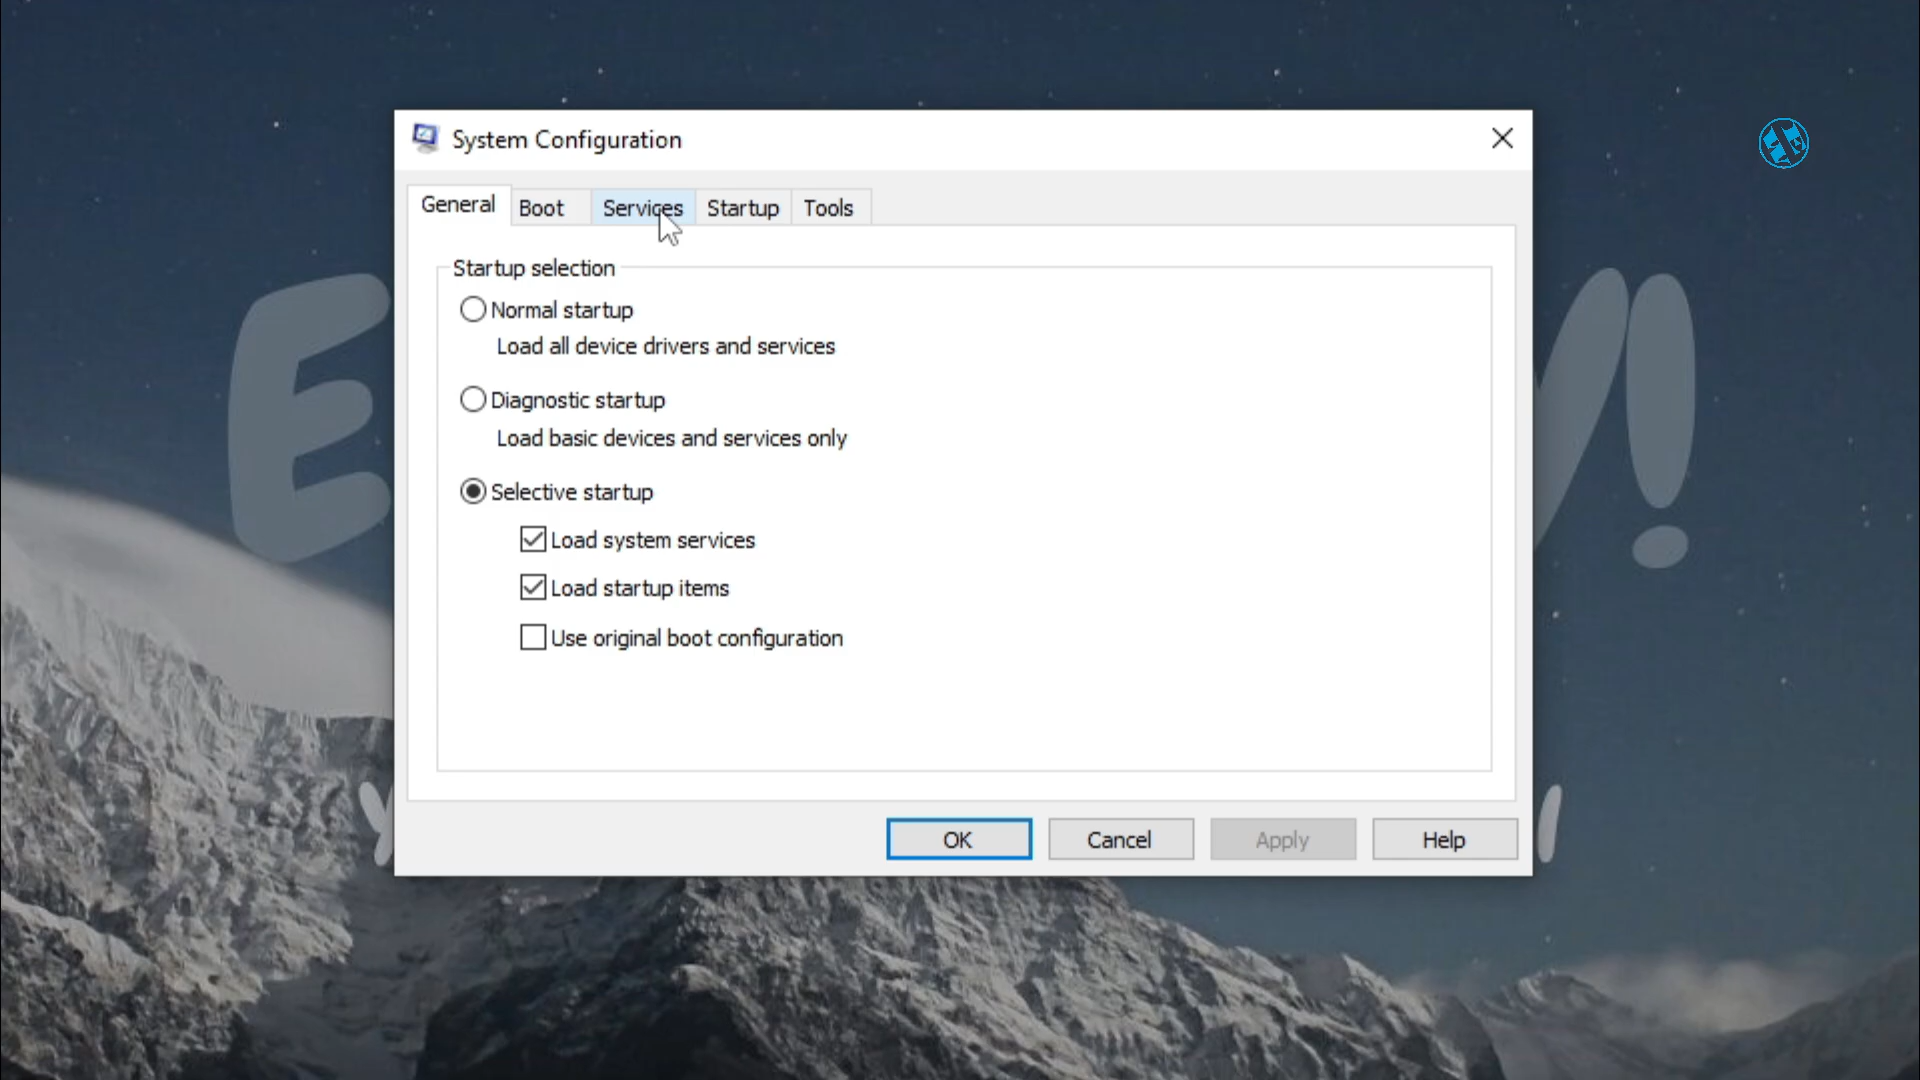 System Configuration
General
Boot
Services
Startup
Tools
Startup selection
Normal startup
Load all device drivers and services
Diagnostic startup
Load basic devices and services only
Selective startup
Load system services
Load startup items
Use original boot configuration
OK
Cancel
Apply
Help